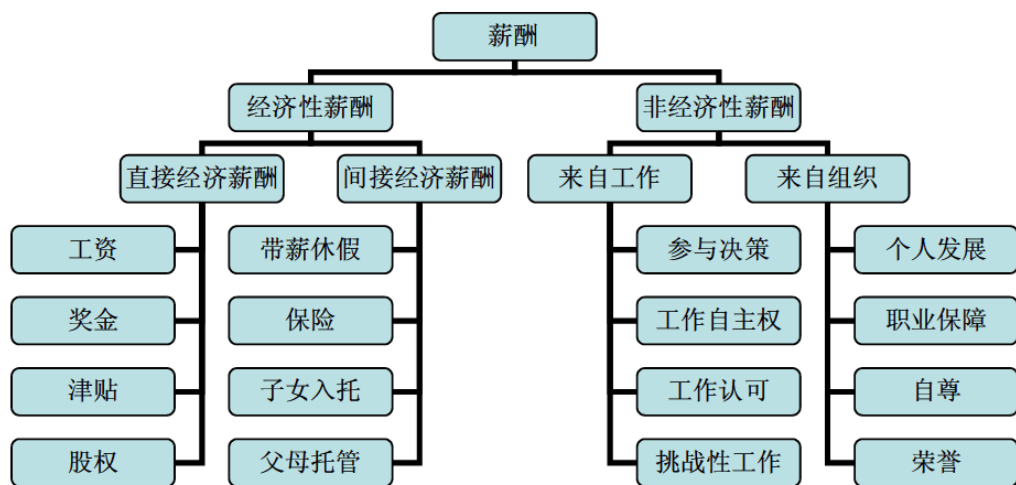 薪酬
经济性薪酬
非经济性薪酬
直接经济薪酬
间接经济薪酬
来自工作
来自组织
工资
带薪休假
参与决策
个人发展
奖金
保险
工作自主权
职业保障
津贴
子女入托
工作认可
自尊
股权
父母托管
挑战性工作
荣誉